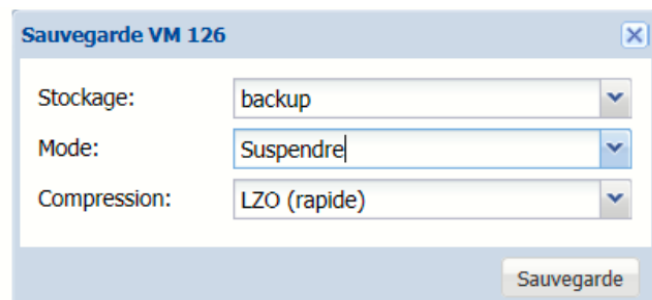 Sauvegarde VM 126
Stockage: backup
Mode: Suspendre
Compression: LZO (rapide)
Sauvegarde